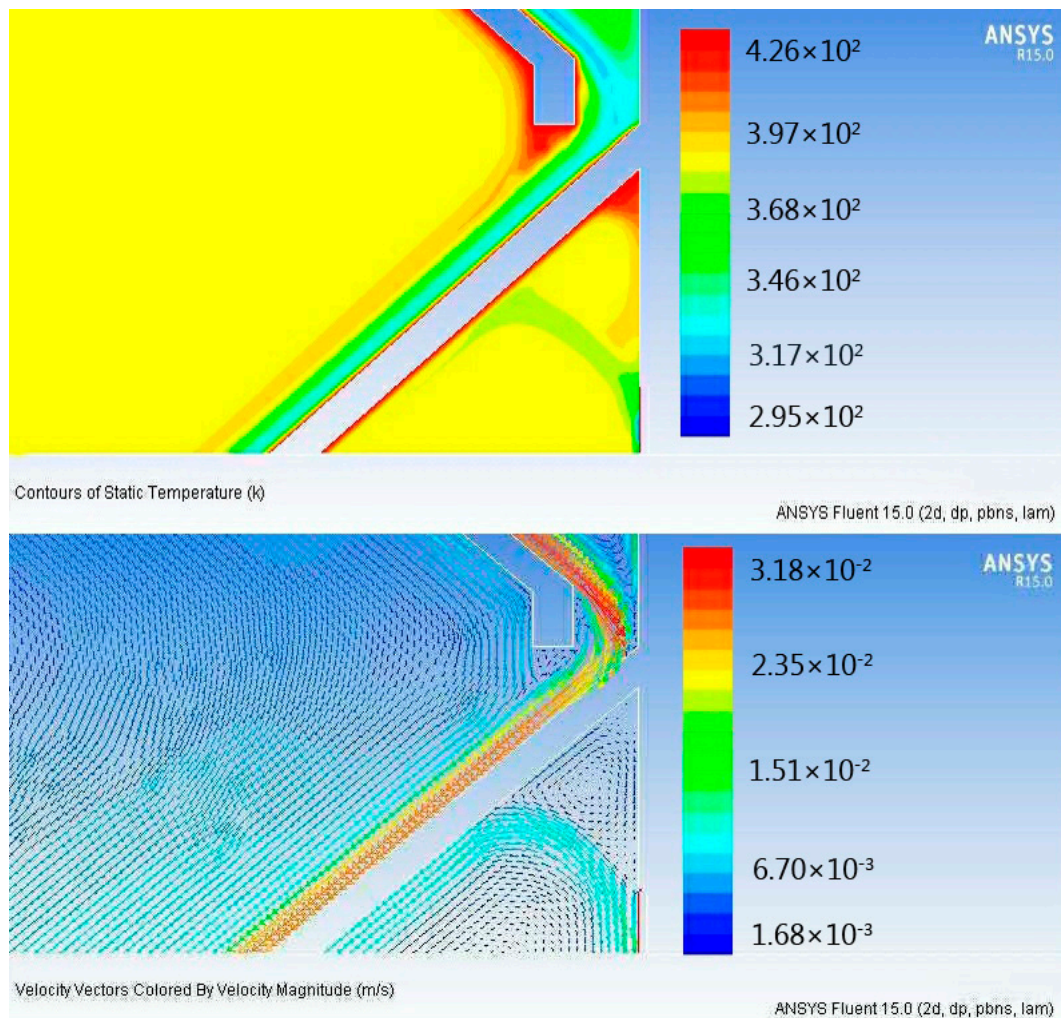 ANSYS
R15.0
4.26×10²
3.97×10²
3.68×10²
3.46×10²
3.17×10²
2.95×10²
Contours of Static Temperature (k)
ANSYS Fluent 15.0 (2d, dp, pbns, lam)
ANSYS
R15.0
3.18×10⁻²
2.35×10⁻²
1.51×10⁻²
6.70×10⁻³
1.68×10⁻³
Velocity Vectors Colored By Velocity Magnitude (m/s)
ANSYS Fluent 15.0 (2d, dp, pbns, lam)